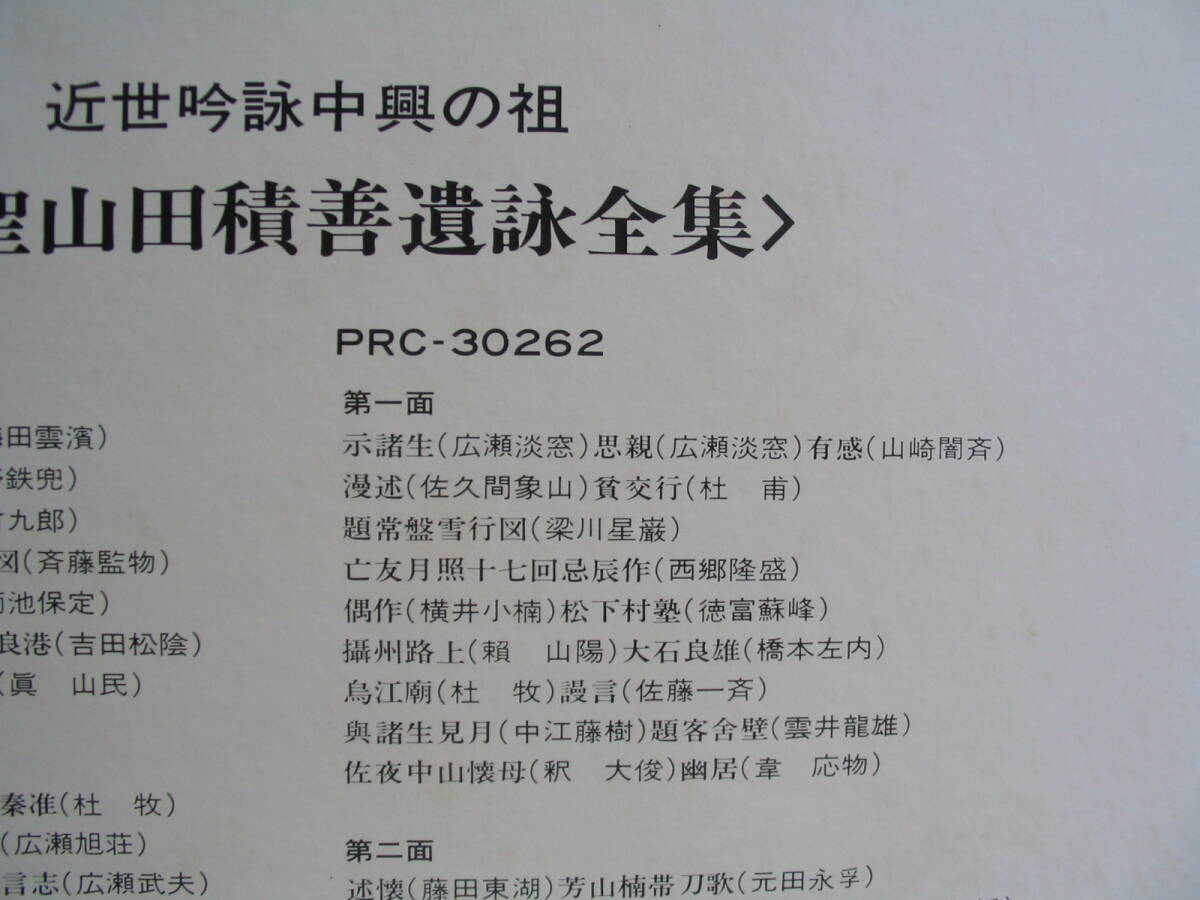 近世吟詠中興の祖
山田積善遺詠全集>
田雲濱)
鉄兜)
九郎)
図(斉藤監物)
池保定)
良港(吉田松陰)
(眞　山民)
秦淮(杜　牧)
(広瀬旭荘)
言志(広瀬武夫)
PRC-30262
第一面
示諸生(広瀬淡窓)思親(広瀬淡窓)有感(山崎闇斉)
漫述(佐久間象山)貧交行(杜　甫)
題常盤雪行図(梁川星巌)
亡友月照十七回忌辰作(西郷隆盛)
偶作(横井小楠)松下村塾(徳富蘇峰)
攝州路上(頼　山陽)大石良雄(橋本左内)
烏江廟(杜　牧)謾言(佐藤一斉)
與諸生見月(中江藤樹)題客舎壁(雲井龍雄)
佐夜中山懐母(釈　大俊)幽居(韋　応物)
第二面
述懐(藤田東湖)芳山楠帯刀歌(元田永孚)